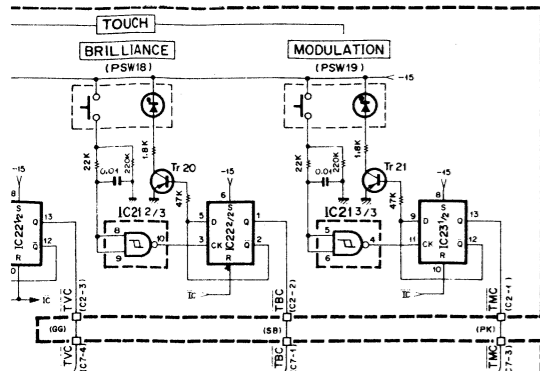 TOUCH
BRILLIANCE
(PSW18)
MODULATION
(PSW19)
-15
22K
0.01
220K
1.8K
Tr 20
47K
22K
0.01
220K
1.8K
Tr 21
47K
-15
8
S
IC22 1/2
Q
13
Q
12
R
0
IC
IC21 2/3
8
9
10
-15
6
S
5
D
IC22 2/2
Q
1
3
CK
Q
2
R
4
IC
IC21 3/3
5
6
4
-15
8
S
9
D
IC23 1/2
Q
13
11
CK
Q
12
R
10
IC
TVC
(C2-3)
TBC
(C2-2)
TMC
(C2-1)
(GG)
(SB)
(PK)
TVC
(C7-4)
TBC
(C7-1)
TMC
(C7-3)